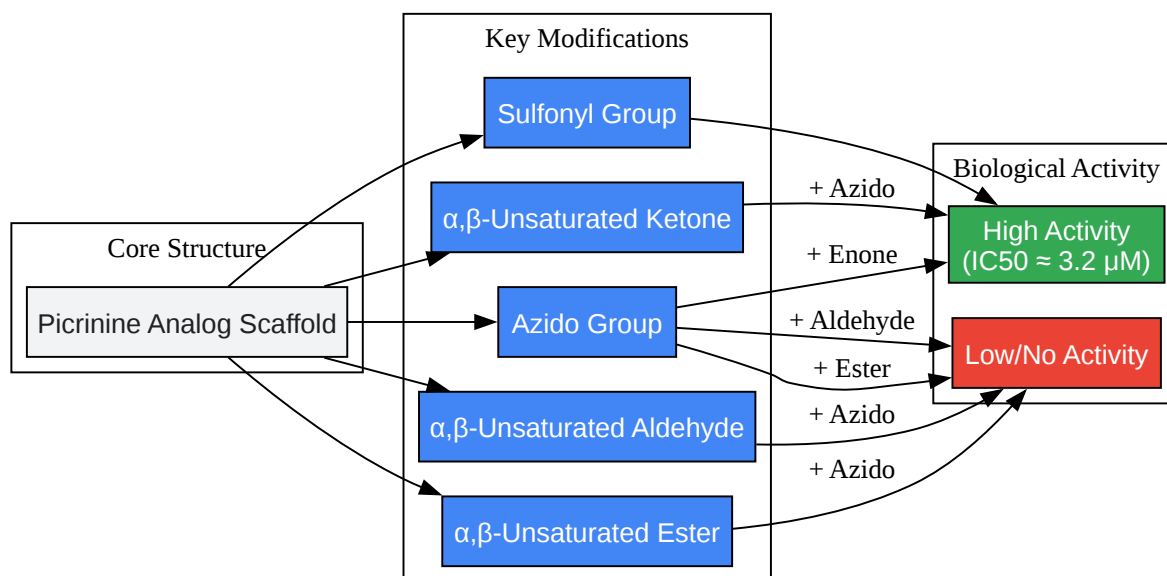 Key Modifications
Sulfonyl Group
Biological Activity
α,β-Unsaturated Ketone
+ Azido
High Activity
(IC50 ≈ 3.2 μM)
Core Structure
+ Enone
Picrinine Analog Scaffold
Azido Group
+ Aldehyde
Low/No Activity
+ Ester
α,β-Unsaturated Aldehyde
+ Azido
+ Azido
α,β-Unsaturated Ester